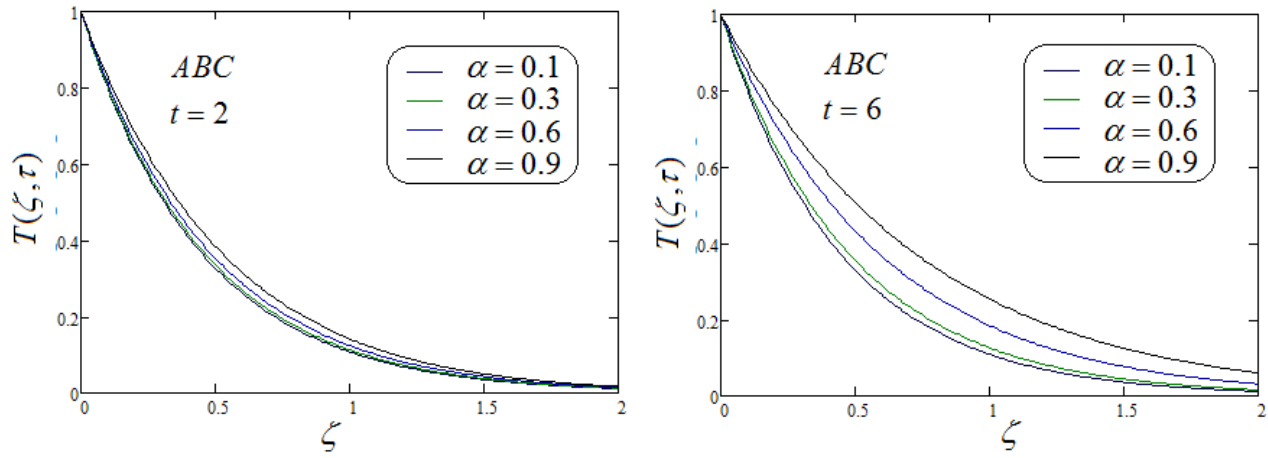 1
0.8
0.6
0.4
0.2
0
T(ζ,τ)
ABC
t = 2
α = 0.1
α = 0.3
α = 0.6
α = 0.9
0 0.5 1 1.5 2
ζ
1
0.8
0.6
0.4
0.2
0
T(ζ,τ)
ABC
t = 6
α = 0.1
α = 0.3
α = 0.6
α = 0.9
0 0.5 1 1.5 2
ζ